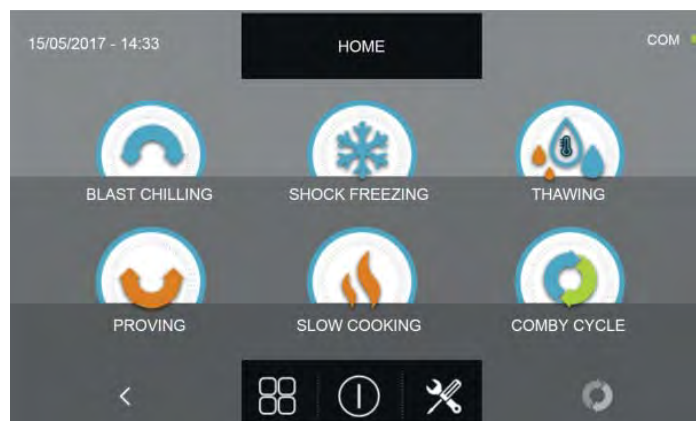 15/05/2017 - 14:33
HOME
COM
BLAST CHILLING
SHOCK FREEZING
THAWING
PROVING
SLOW COOKING
COMBY CYCLE